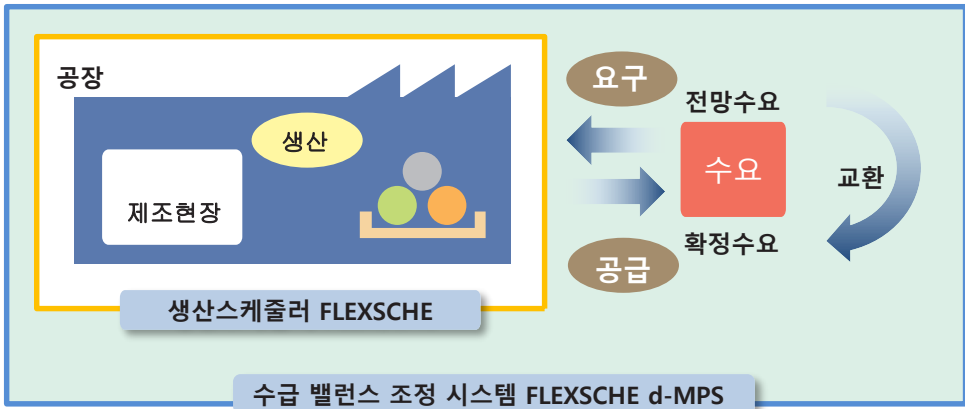 공장
생산
제조현장
생산스케줄러 FLEXSCHE
요구
전망수요
수요
교환
확정수요
공급
수급 밸런스 조정 시스템 FLEXSCHE d-MPS